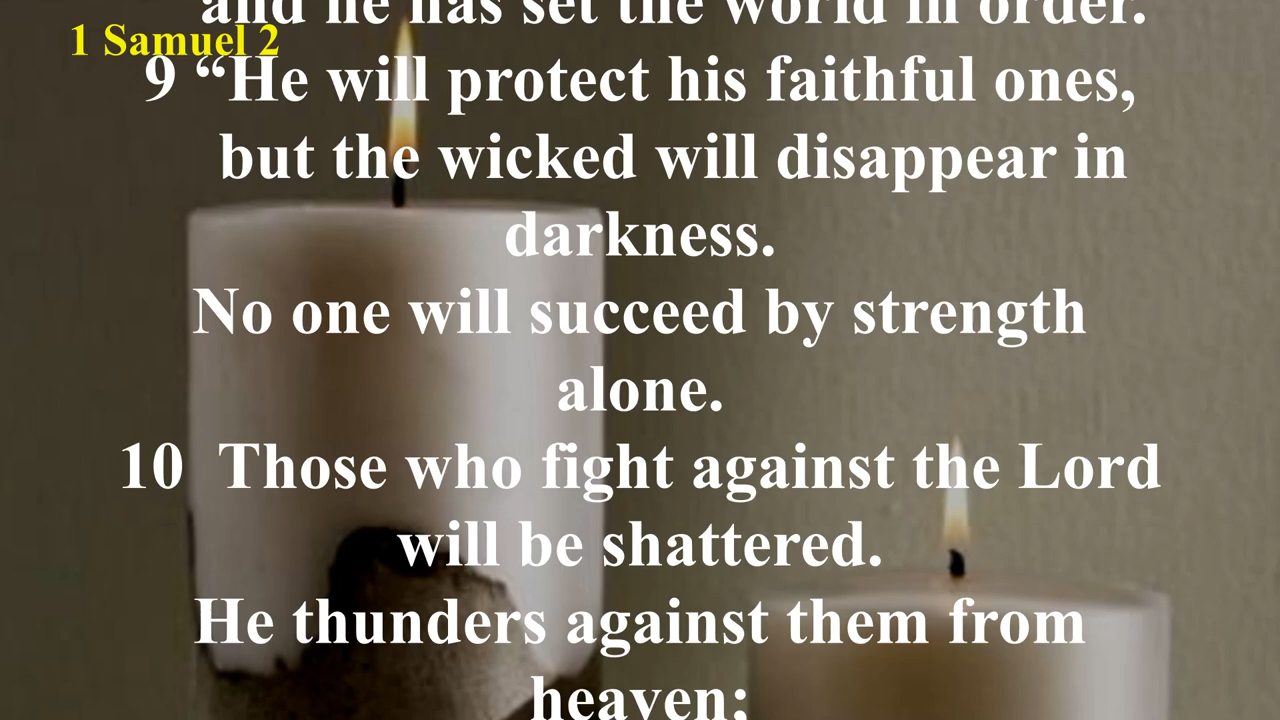 and he has set the world in order.
1 Samuel 2
9 “He will protect his faithful ones,
but the wicked will disappear in
darkness.
No one will succeed by strength
alone.
10 Those who fight against the Lord
will be shattered.
He thunders against them from
heaven;